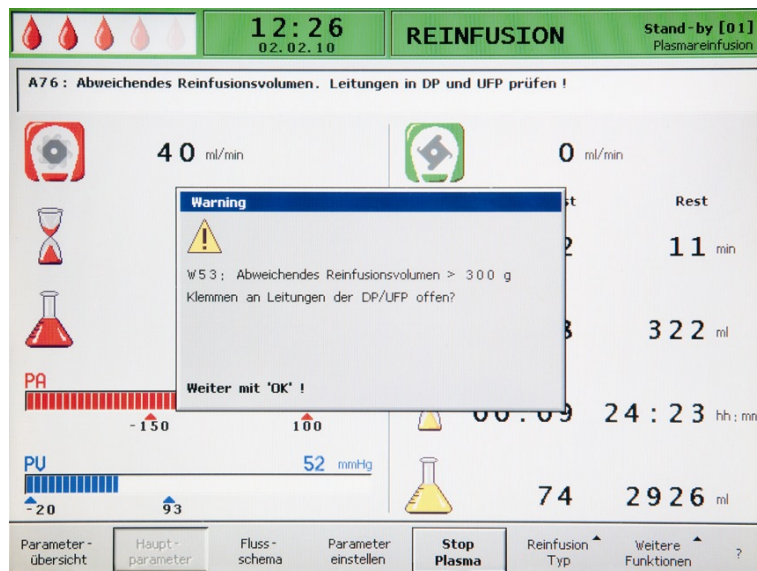 12:26
02.02.10
REINFUSION
Stand-by [01]
Plasmareinfusion
A76: Abweichendes Reinfusionsvolumen. Leitungen in DP und UFP prüfen !
40 ml/min
0 ml/min
Rest
Warning
W53: Abweichendes Reinfusionsvolumen > 300 g
Klemmen an Leitungen der DP/UFP offen?
Weiter mit 'OK' !
11 min
322 ml
PA
-150 100
24:23 hh:mm
PV 52 mmHg
-20 93
74 2926 ml
Parameter-
übersicht
Haupt-
parameter
Fluss-
schema
Parameter
einstellen
Stop
Plasma
Reinfusion
Typ
Weitere
Funktionen
?